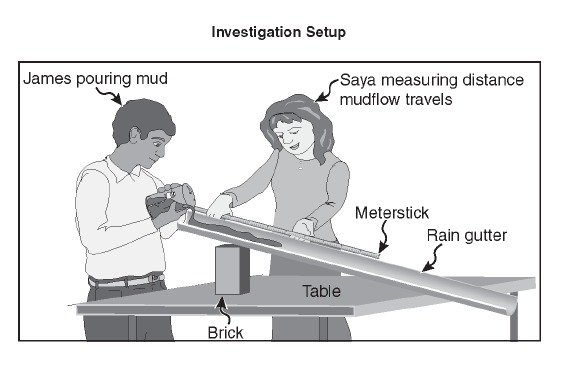 Investigation Setup
James pouring mud
Saya measuring distance
mudflow travels
Meterstick
Rain gutter
Table
Brick